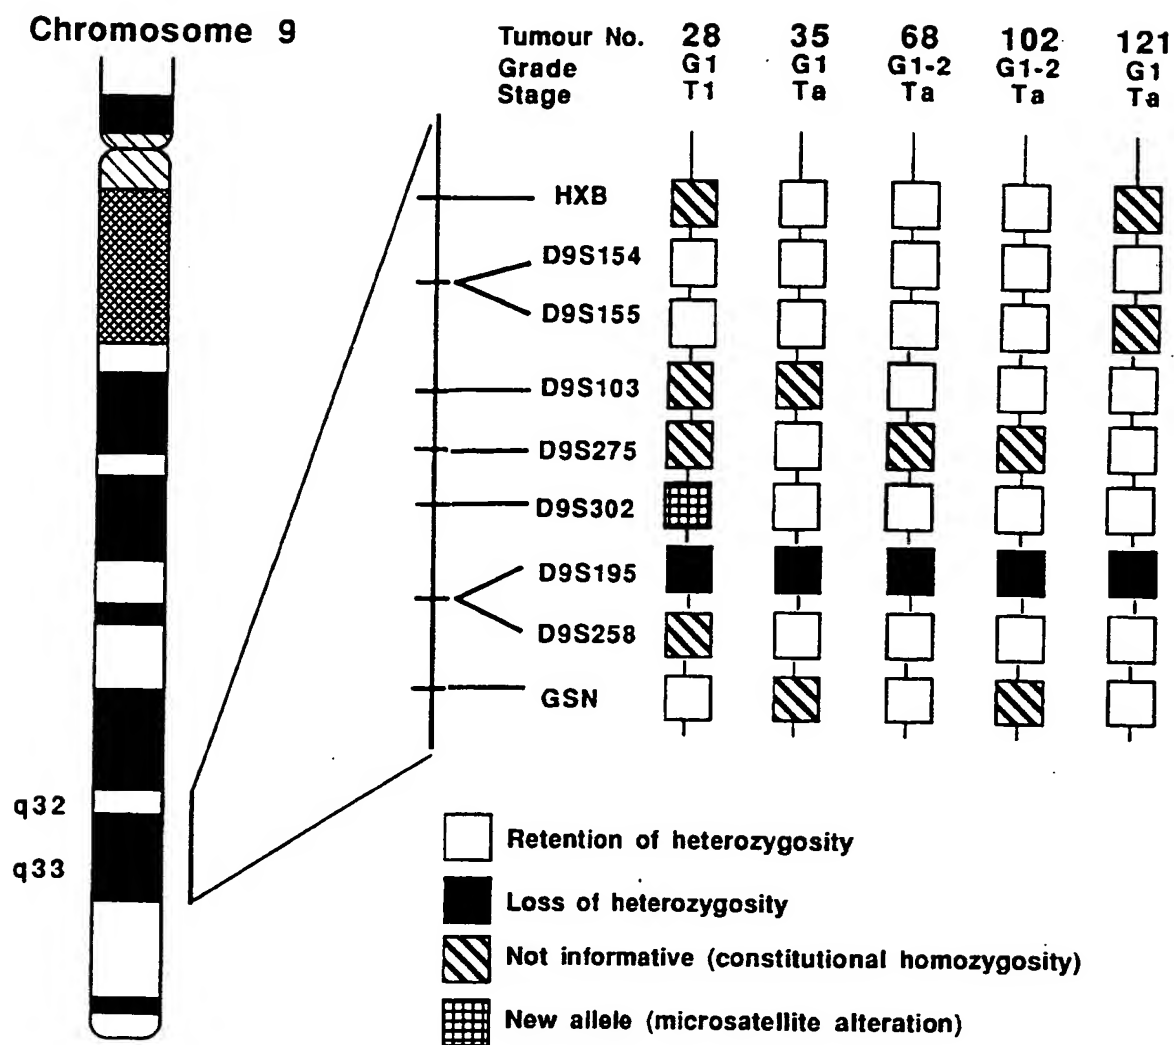 Chromosome 9
Tumour No. 28 35 68 102 121
Grade G1 G1 G1-2 G1-2 G1
Stage T1 Ta Ta Ta Ta
HXB
D9S154
D9S155
D9S103
D9S275
D9S302
D9S195
D9S258
GSN
q32
q33
Retention of heterozygosity
Loss of heterozygosity
Not informative (constitutional homozygosity)
New allele (microsatellite alteration)